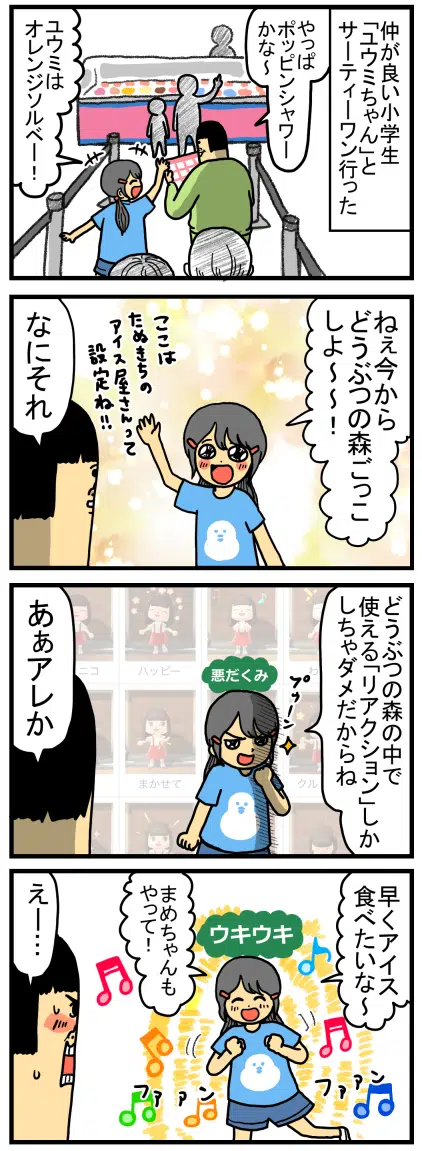 仲が良い小学生
「ユウミちゃん」と
サーティーワン行った
やっぱ
ポッピンシャワー
かな〜
ユウミは
オレンジソルベー!
ねぇ今から
どうぶつの森ごっこ
しよ〜〜!
ここは
たぬきちの
アイス屋さんって
設定ね!!
なにそれ
どうぶつの森の中で
使える「リアクション」しか
しちゃダメだからね
悪だくみ
プゥーン
あぁアレか
ニコ
ハッピー
わ
まかせて
クル
早くアイス
食べたいな〜
ウキウキ
まめちゃんも
やって!
えー…
ファァン
ファァン